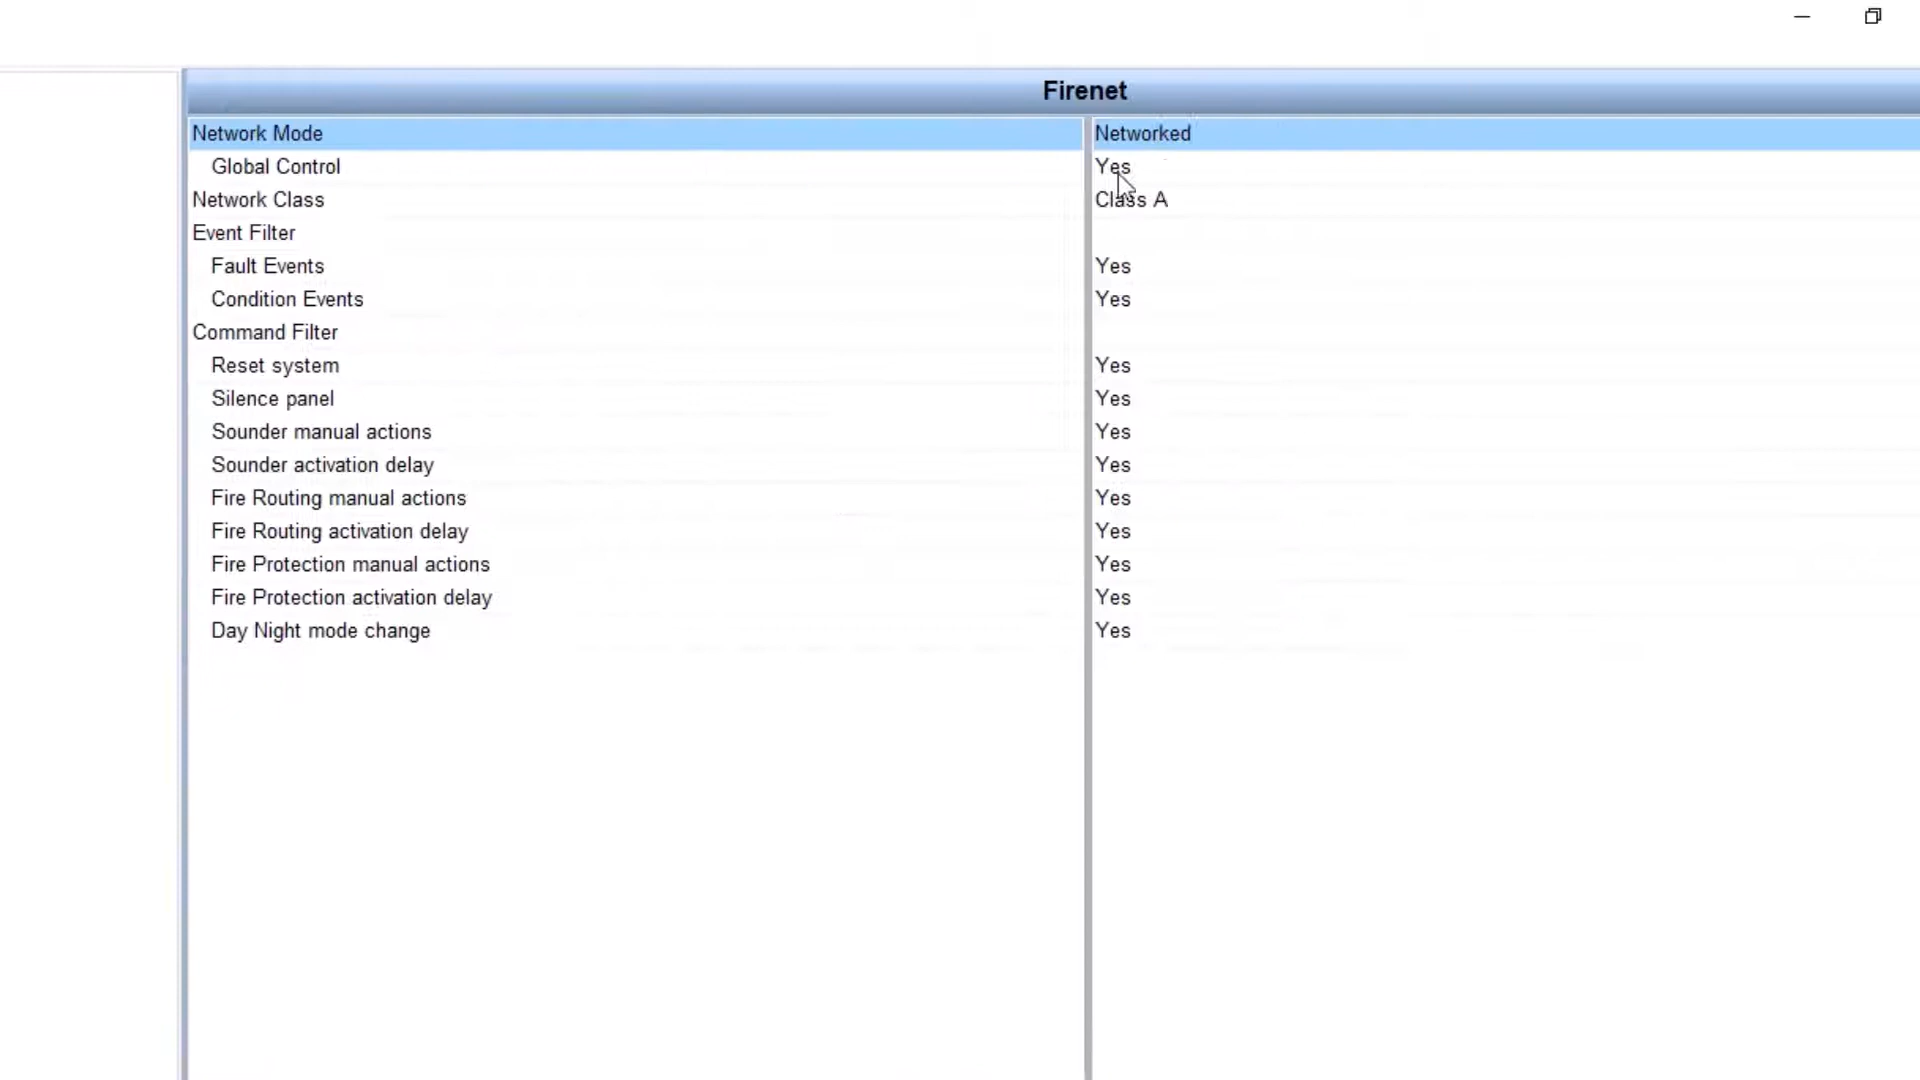 Firenet
Network Mode Networked
Global Control Yes
Network Class Class A
Event Filter
Fault Events Yes
Condition Events Yes
Command Filter
Reset system Yes
Silence panel Yes
Sounder manual actions Yes
Sounder activation delay Yes
Fire Routing manual actions Yes
Fire Routing activation delay Yes
Fire Protection manual actions Yes
Fire Protection activation delay Yes
Day Night mode change Yes